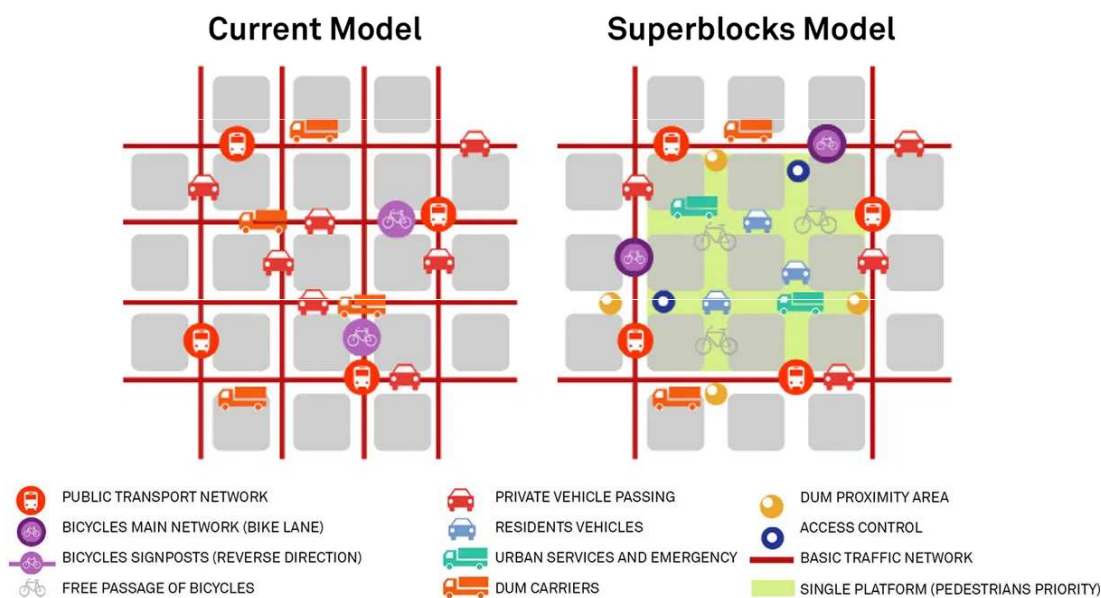 Current Model
Superblocks Model
PUBLIC TRANSPORT NETWORK
BICYCLES MAIN NETWORK (BIKE LANE)
BICYCLES SIGNPOSTS (REVERSE DIRECTION)
FREE PASSAGE OF BICYCLES
PRIVATE VEHICLE PASSING
RESIDENTS VEHICLES
URBAN SERVICES AND EMERGENCY
DUM CARRIERS
DUM PROXIMITY AREA
ACCESS CONTROL
BASIC TRAFFIC NETWORK
SINGLE PLATFORM (PEDESTRIANS PRIORITY)